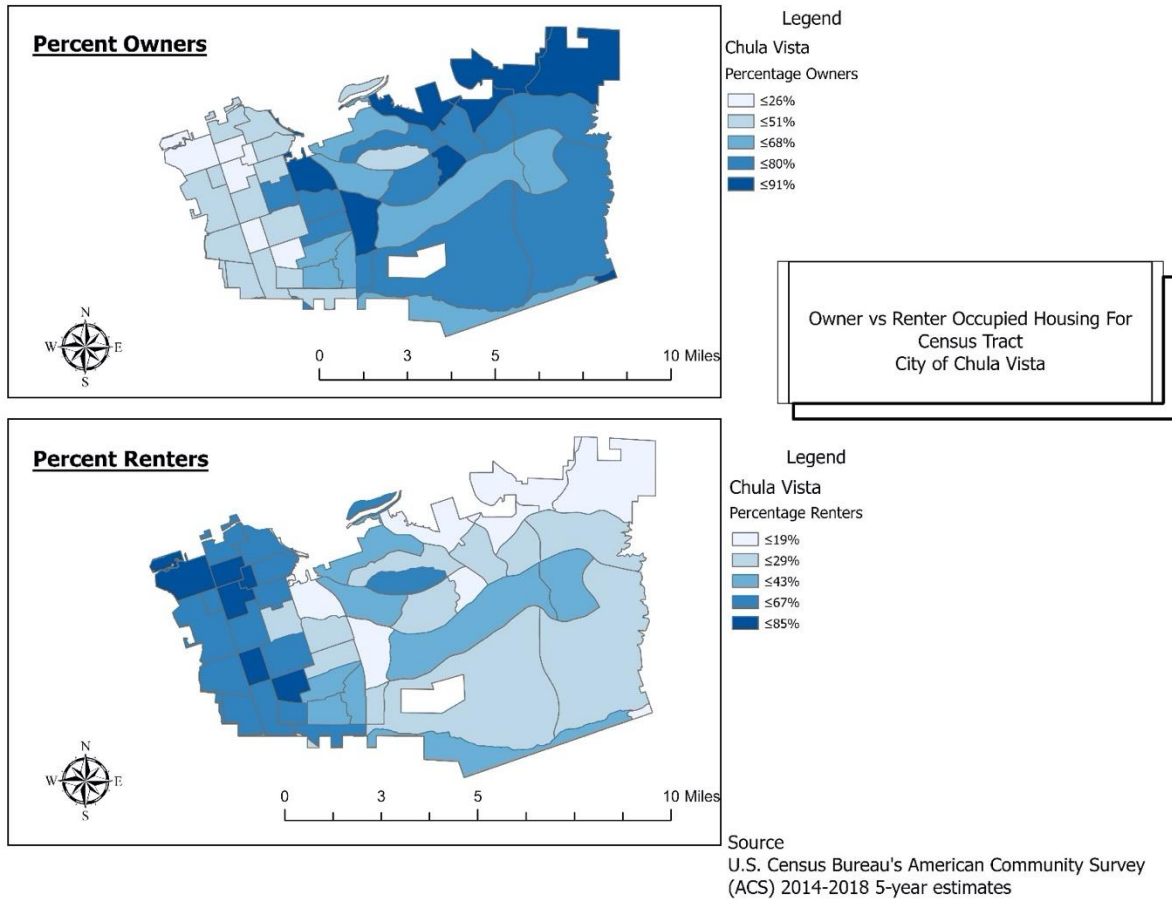 Percent Owners
N
W E
S
0 3 5 10 Miles
Legend
Chula Vista
Percentage Owners
≤26%
≤51%
≤68%
≤80%
≤91%
Owner vs Renter Occupied Housing For
Census Tract
City of Chula Vista
Percent Renters
N
W E
S
0 3 5 10 Miles
Legend
Chula Vista
Percentage Renters
≤19%
≤29%
≤43%
≤67%
≤85%
Source
U.S. Census Bureau's American Community Survey
(ACS) 2014-2018 5-year estimates